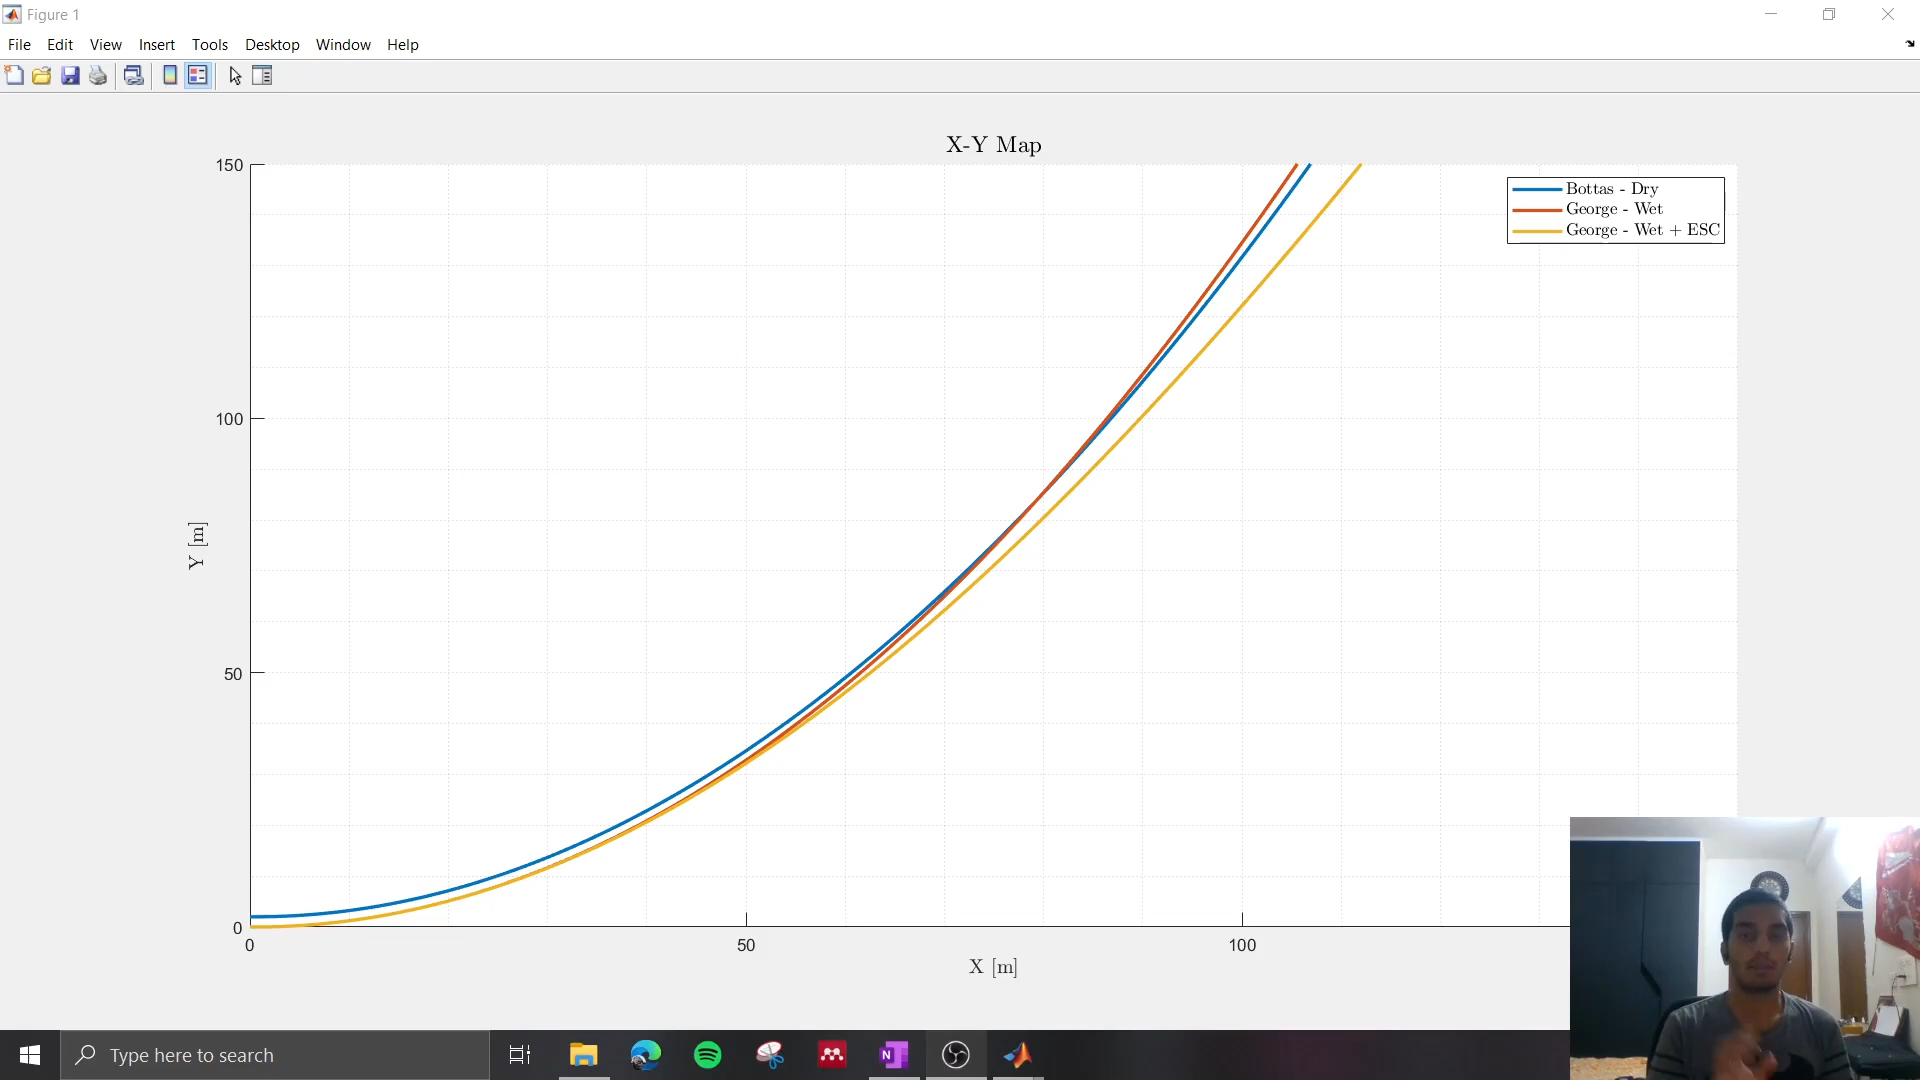 Figure 1
File Edit View Insert Tools Desktop Window Help
X-Y Map
150
100
50
0
Y [m]
0 50 100
X [m]
Bottas - Dry
George - Wet
George - Wet + ESC
Type here to search
N